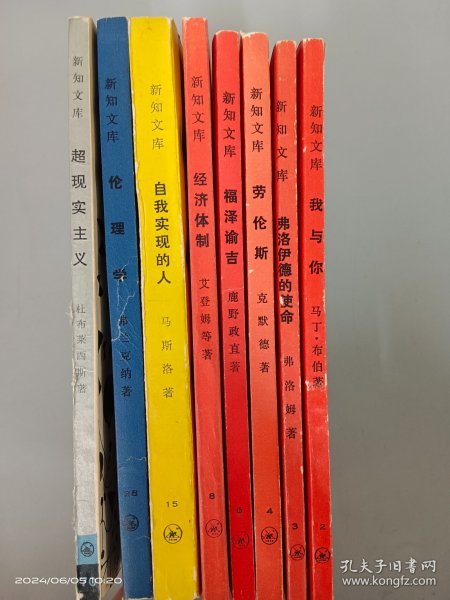 新知文库
超现实主义
杜布莱西斯著
新知文库
伦理学
弗兰克纳著
28
新知文库
自我实现的人
马斯洛著
15
新知文库
经济体制
艾登姆等著
8
新知文库
福泽谕吉
鹿野政直著
6
新知文库
劳伦斯
克默德著
4
新知文库
弗洛伊德的使命
弗洛姆著
3
新知文库
我与你
马丁·布伯著
2
2024/06/05 10:20
孔夫子旧书网
www.kongfz.com